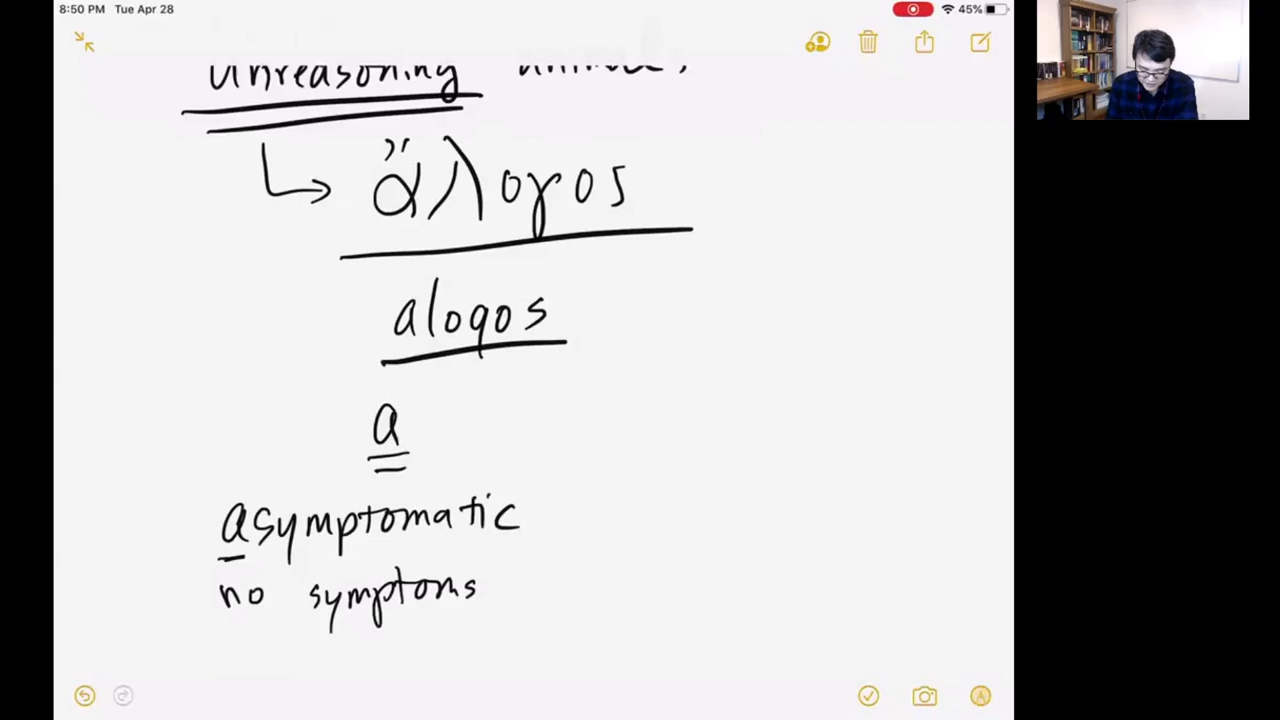 8:50 PM Tue Apr 28
45%
unreasoning
ἄλογος
alogos
a
asymptomatic
no symptoms